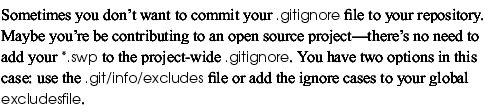 Sometimes you don't want to commit your .gitignore file to your repository.
Maybe you're be contributing to an open source project—there's no need to
add your *.swp to the project-wide .gitignore. You have two options in this
case: use the .git/info/excludes file or add the ignore cases to your global
excludesfile.